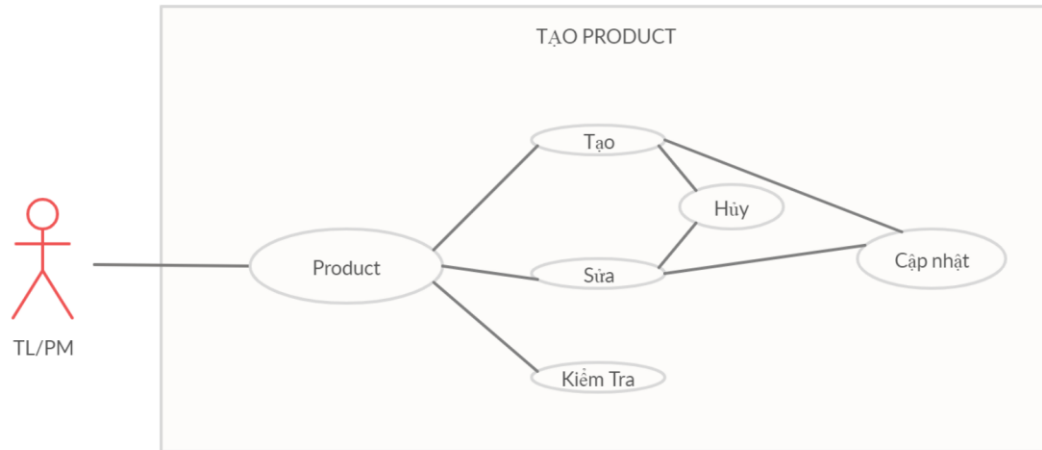 TẠO PRODUCT
Tạo
Hủy
Cập nhật
Product
Sửa
TL/PM
Kiểm Tra